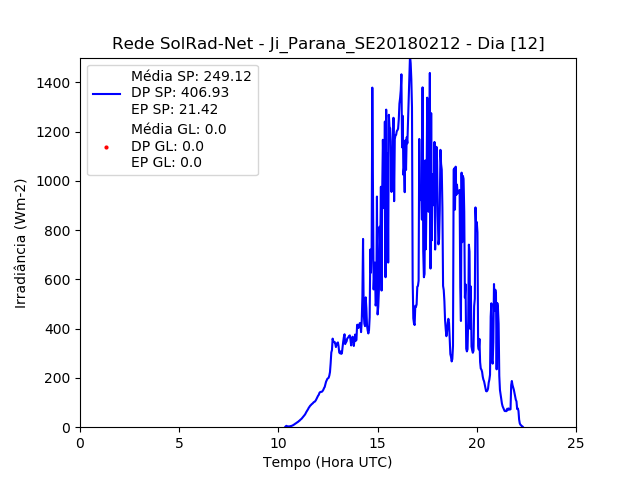 Rede SolRad-Net - Ji_Parana_SE20180212 - Dia [12]
Média SP: 249.12
DP SP: 406.93
EP SP: 21.42
Média GL: 0.0
DP GL: 0.0
EP GL: 0.0
Irradiância (Wm-2)
1400
1200
1000
800
600
400
200
0
0 5 10 15 20 25
Tempo (Hora UTC)